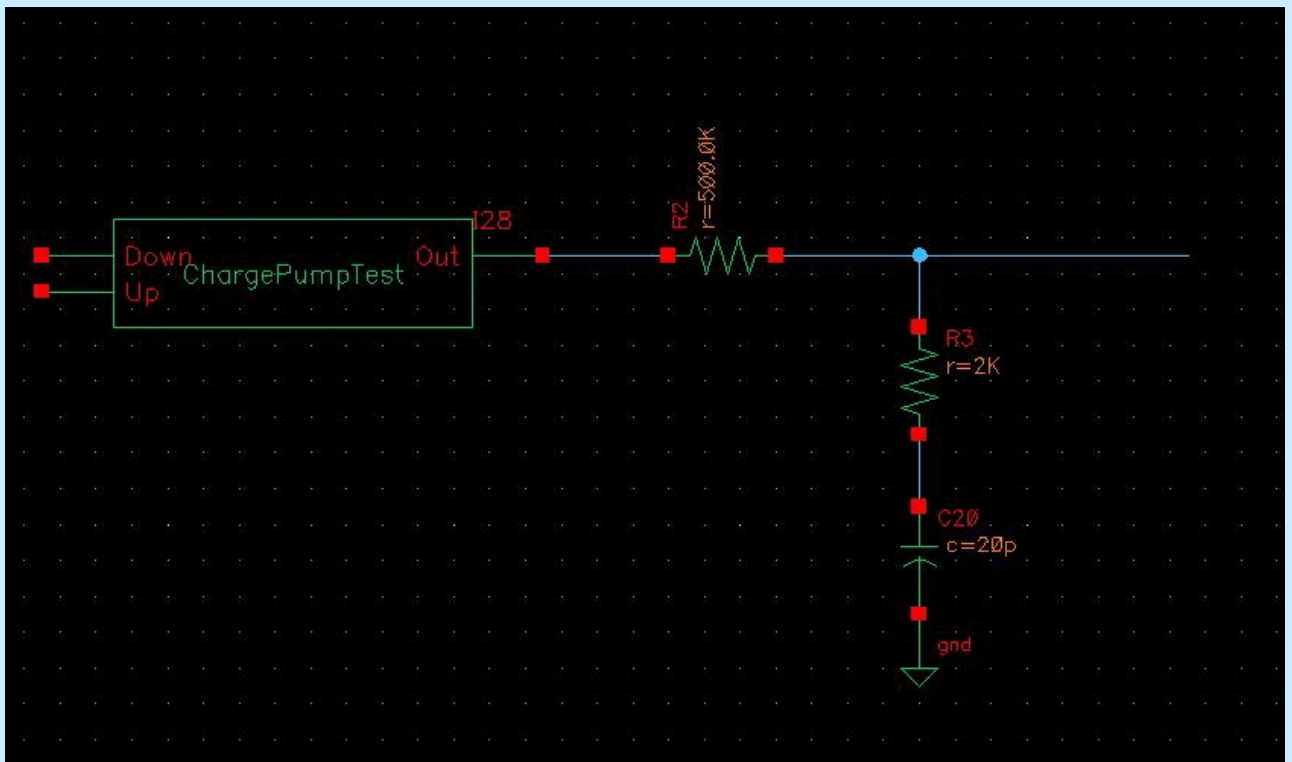 I28
Down
Out
ChargePumpTest
Up
R2
r=500.0K
R3
r=2K
C20
c=20p
gnd